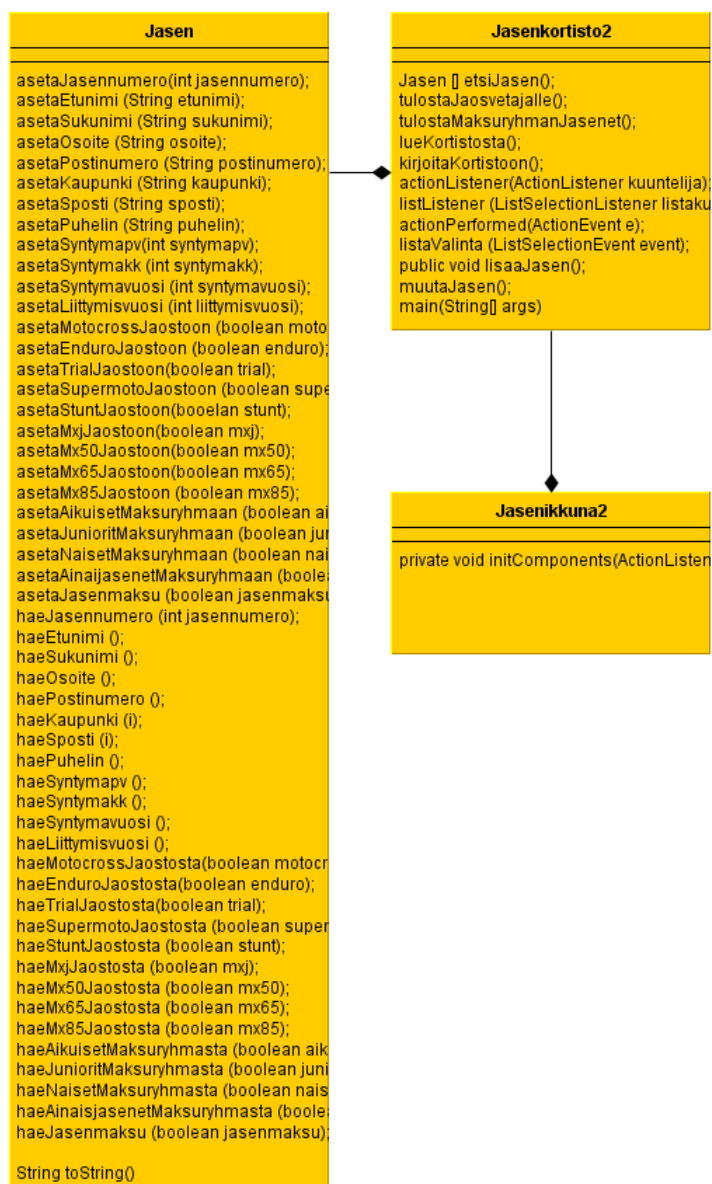 Jasen
asetaJasennumero(int jasennumero);
asetaEtunimi (String etunimi);
asetaSukunimi (String sukunimi);
asetaOsoite (String osoite);
asetaPostinumero (String postinumero);
asetaKaupunki (String kaupunki);
asetaSposti (String sposti);
asetaPuhelin (String puhelin);
asetaSyntymapv(int syntymapv);
asetaSyntymakk (int syntymakk);
asetaSyntymavuosi (int syntymavuosi);
asetaLiittymisvuosi (int liittymisvuosi);
asetaMotocrossJaostoon (boolean moto
asetaEnduroJaostoon (boolean enduro);
asetaTrialJaostoon(boolean trial);
asetaSupermotoJaostoon (boolean supe
asetaStuntJaostoon(booelan stunt);
asetaMxjJaostoon(boolean mxj);
asetaMx50Jaostoon(boolean mx50);
asetaMx65Jaostoon(boolean mx65);
asetaMx85Jaostoon (boolean mx85);
asetaAikuisetMaksuryhmaan (boolean ai
asetaJunioritMaksuryhmaan (boolean jun
asetaNaisetMaksuryhmaan (boolean nai
asetaAinaijasenetMaksuryhmaan (boole
asetaJasenmaksu (boolean jasenmaksu
haeJasennumero (int jasennumero);
haeEtunimi ();
haeSukunimi ();
haeOsoite ();
haePostinumero ();
haeKaupunki (i);
haeSposti (i);
haePuhelin ();
haeSyntymapv ();
haeSyntymakk ();
haeSyntymavuosi ();
haeLiittymisvuosi ();
haeMotocrossJaostosta(boolean motocr
haeEnduroJaostosta(boolean enduro);
haeTrialJaostosta(boolean trial);
haeSupermotoJaostosta (boolean super
haeStuntJaostosta (boolean stunt);
haeMxjJaostosta (boolean mxj);
haeMx50Jaostosta (boolean mx50);
haeMx65Jaostosta (boolean mx65);
haeMx85Jaostosta (boolean mx85);
haeAikuisetMaksuryhmasta (boolean aik
haeJunioritMaksuryhmasta (boolean juni
haeNaisetMaksuryhmasta (boolean nais
haeAinaisjasenetMaksuryhmasta (boole
haeJasenmaksu (boolean jasenmaksu);
String toString()
Jasenkortisto2
Jasen [] etsiJasen();
tulostaJaosvetajalle();
tulostaMaksuryhmanJasenet();
lueKortistosta();
kirjoitaKortistoon();
actionListener(ActionListener kuuntelija);
listListener (ListSelectionListener listaku
actionPerformed(ActionEvent e);
listaValinta (ListSelectionEvent event);
public void lisaaJasen();
muutaJasen();
main(String[] args)
Jasenikkuna2
private void initComponents(ActionListen